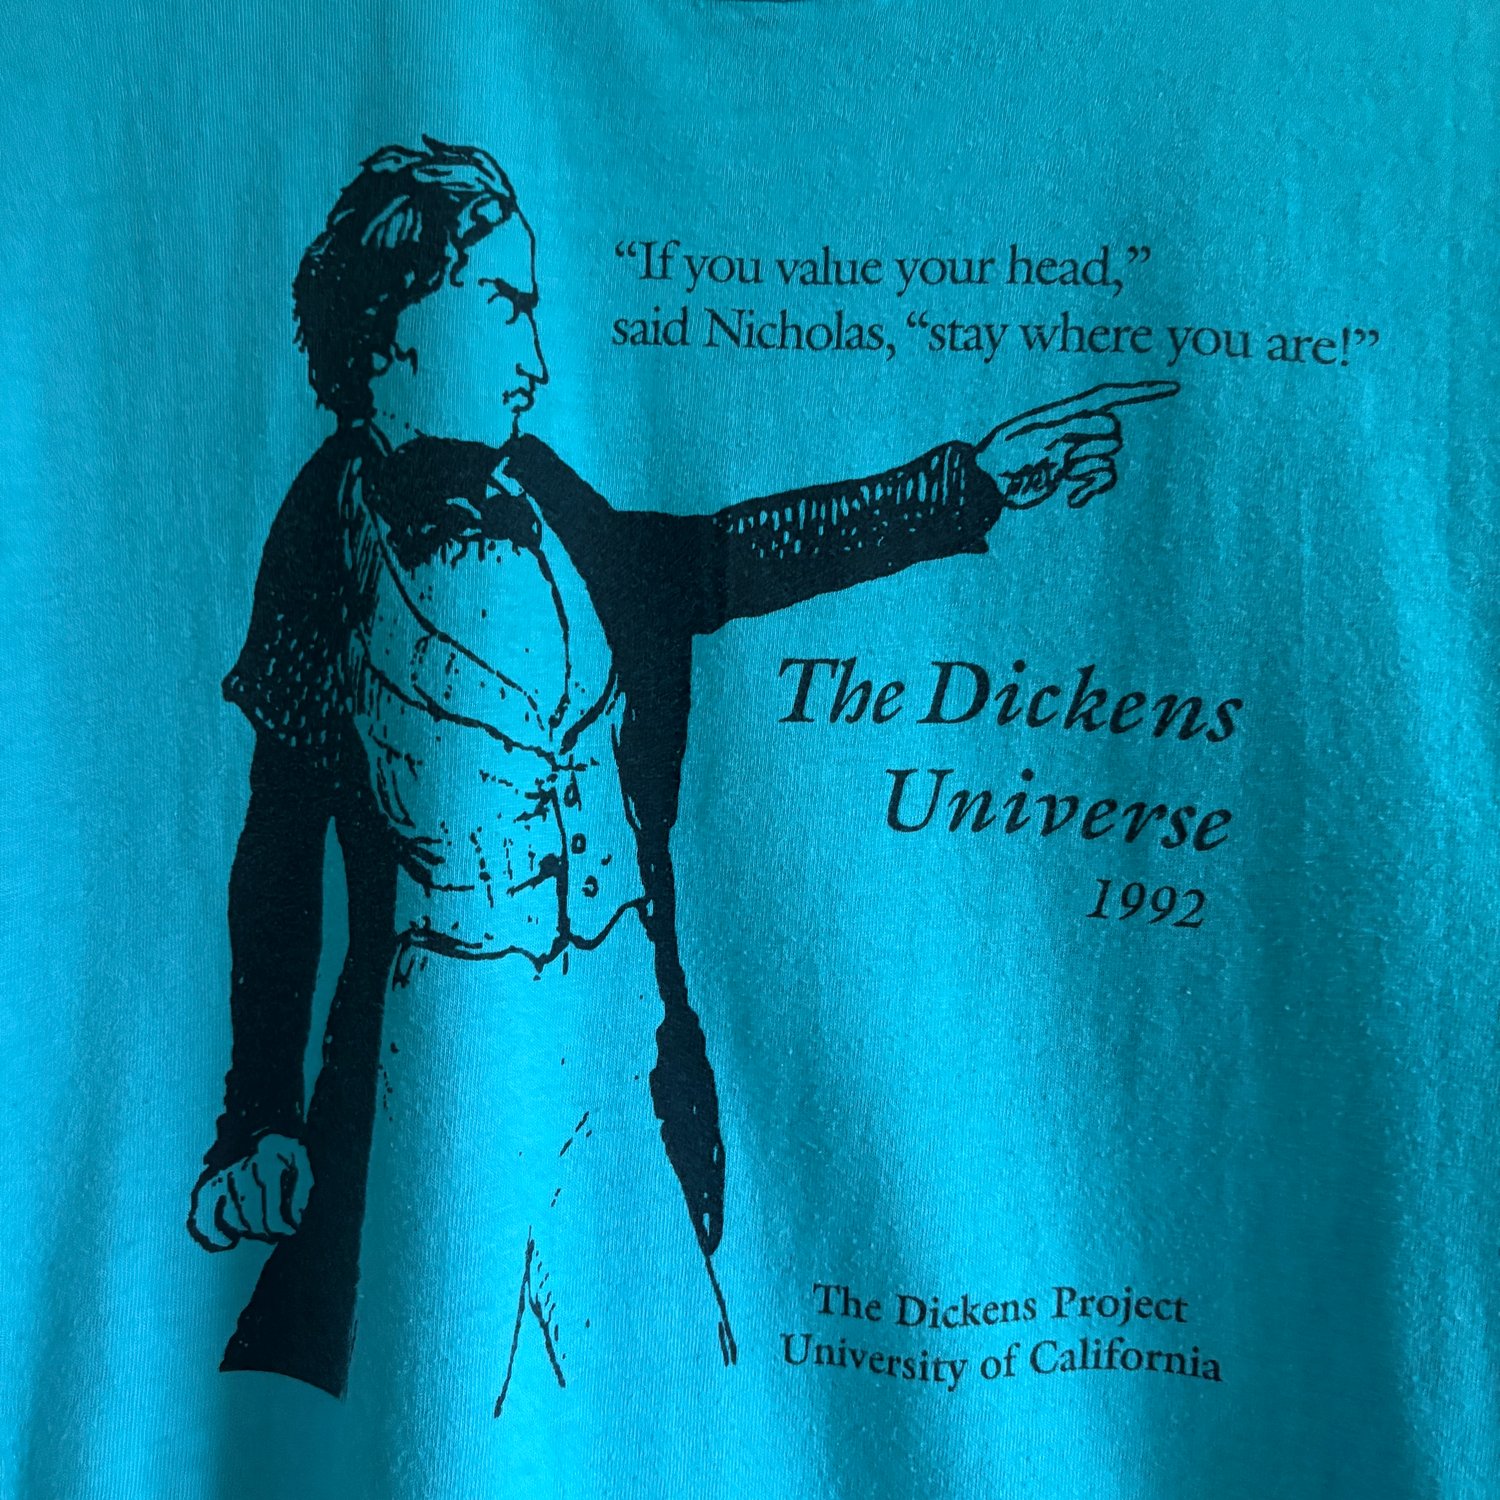 “If you value your head,”
said Nicholas, “stay where you are!”
The Dickens
Universe
1992
The Dickens Project
University of California